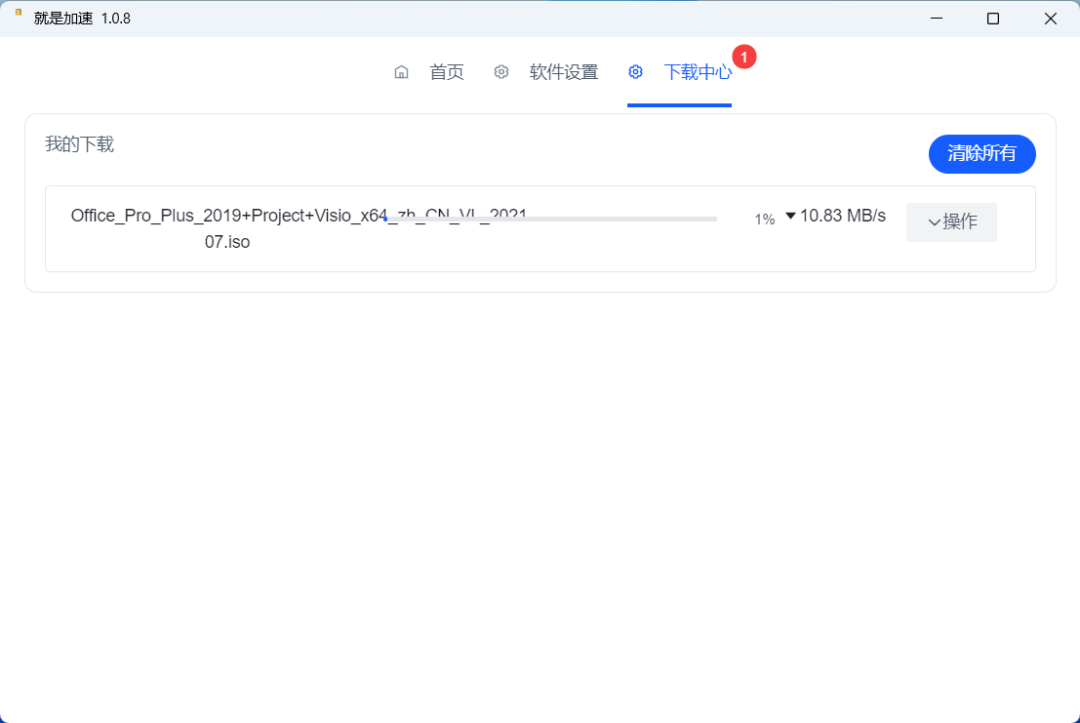 就是加速 1.0.8
首页 软件设置 下载中心 1
我的下载
清除所有
Office_Pro_Plus_2019+Project+Visio_x64_zh_CN_VL_2021
07.iso
1% ▼10.83 MB/s 操作